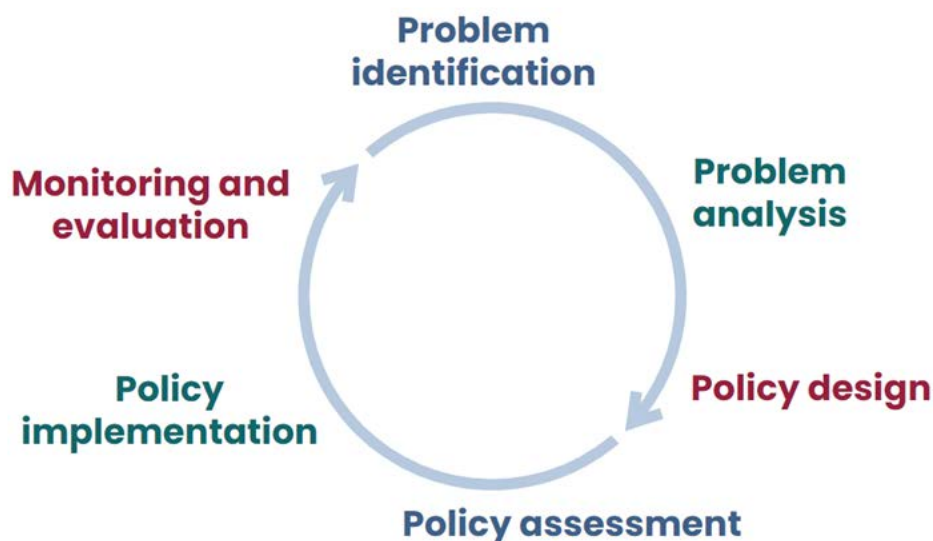 Problem
identification
Problem
analysis
Policy design
Policy assessment
Policy
implementation
Monitoring and
evaluation